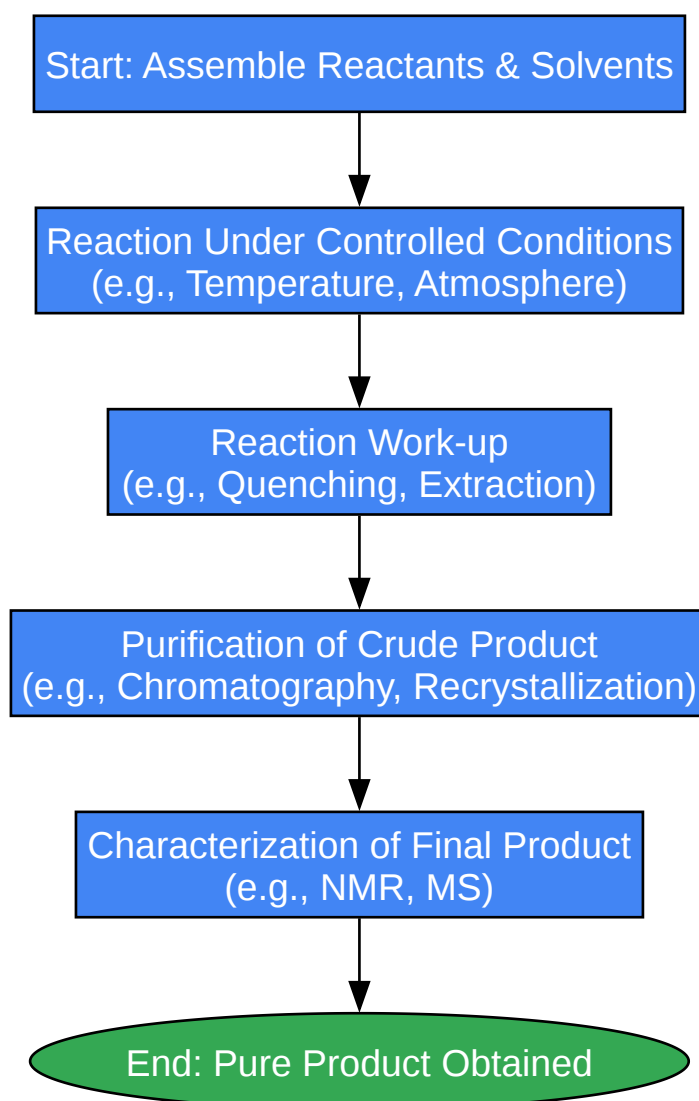 Start: Assemble Reactants & Solvents
Reaction Under Controlled Conditions
(e.g., Temperature, Atmosphere)
Reaction Work-up
(e.g., Quenching, Extraction)
Purification of Crude Product
(e.g., Chromatography, Recrystallization)
Characterization of Final Product
(e.g., NMR, MS)
End: Pure Product Obtained